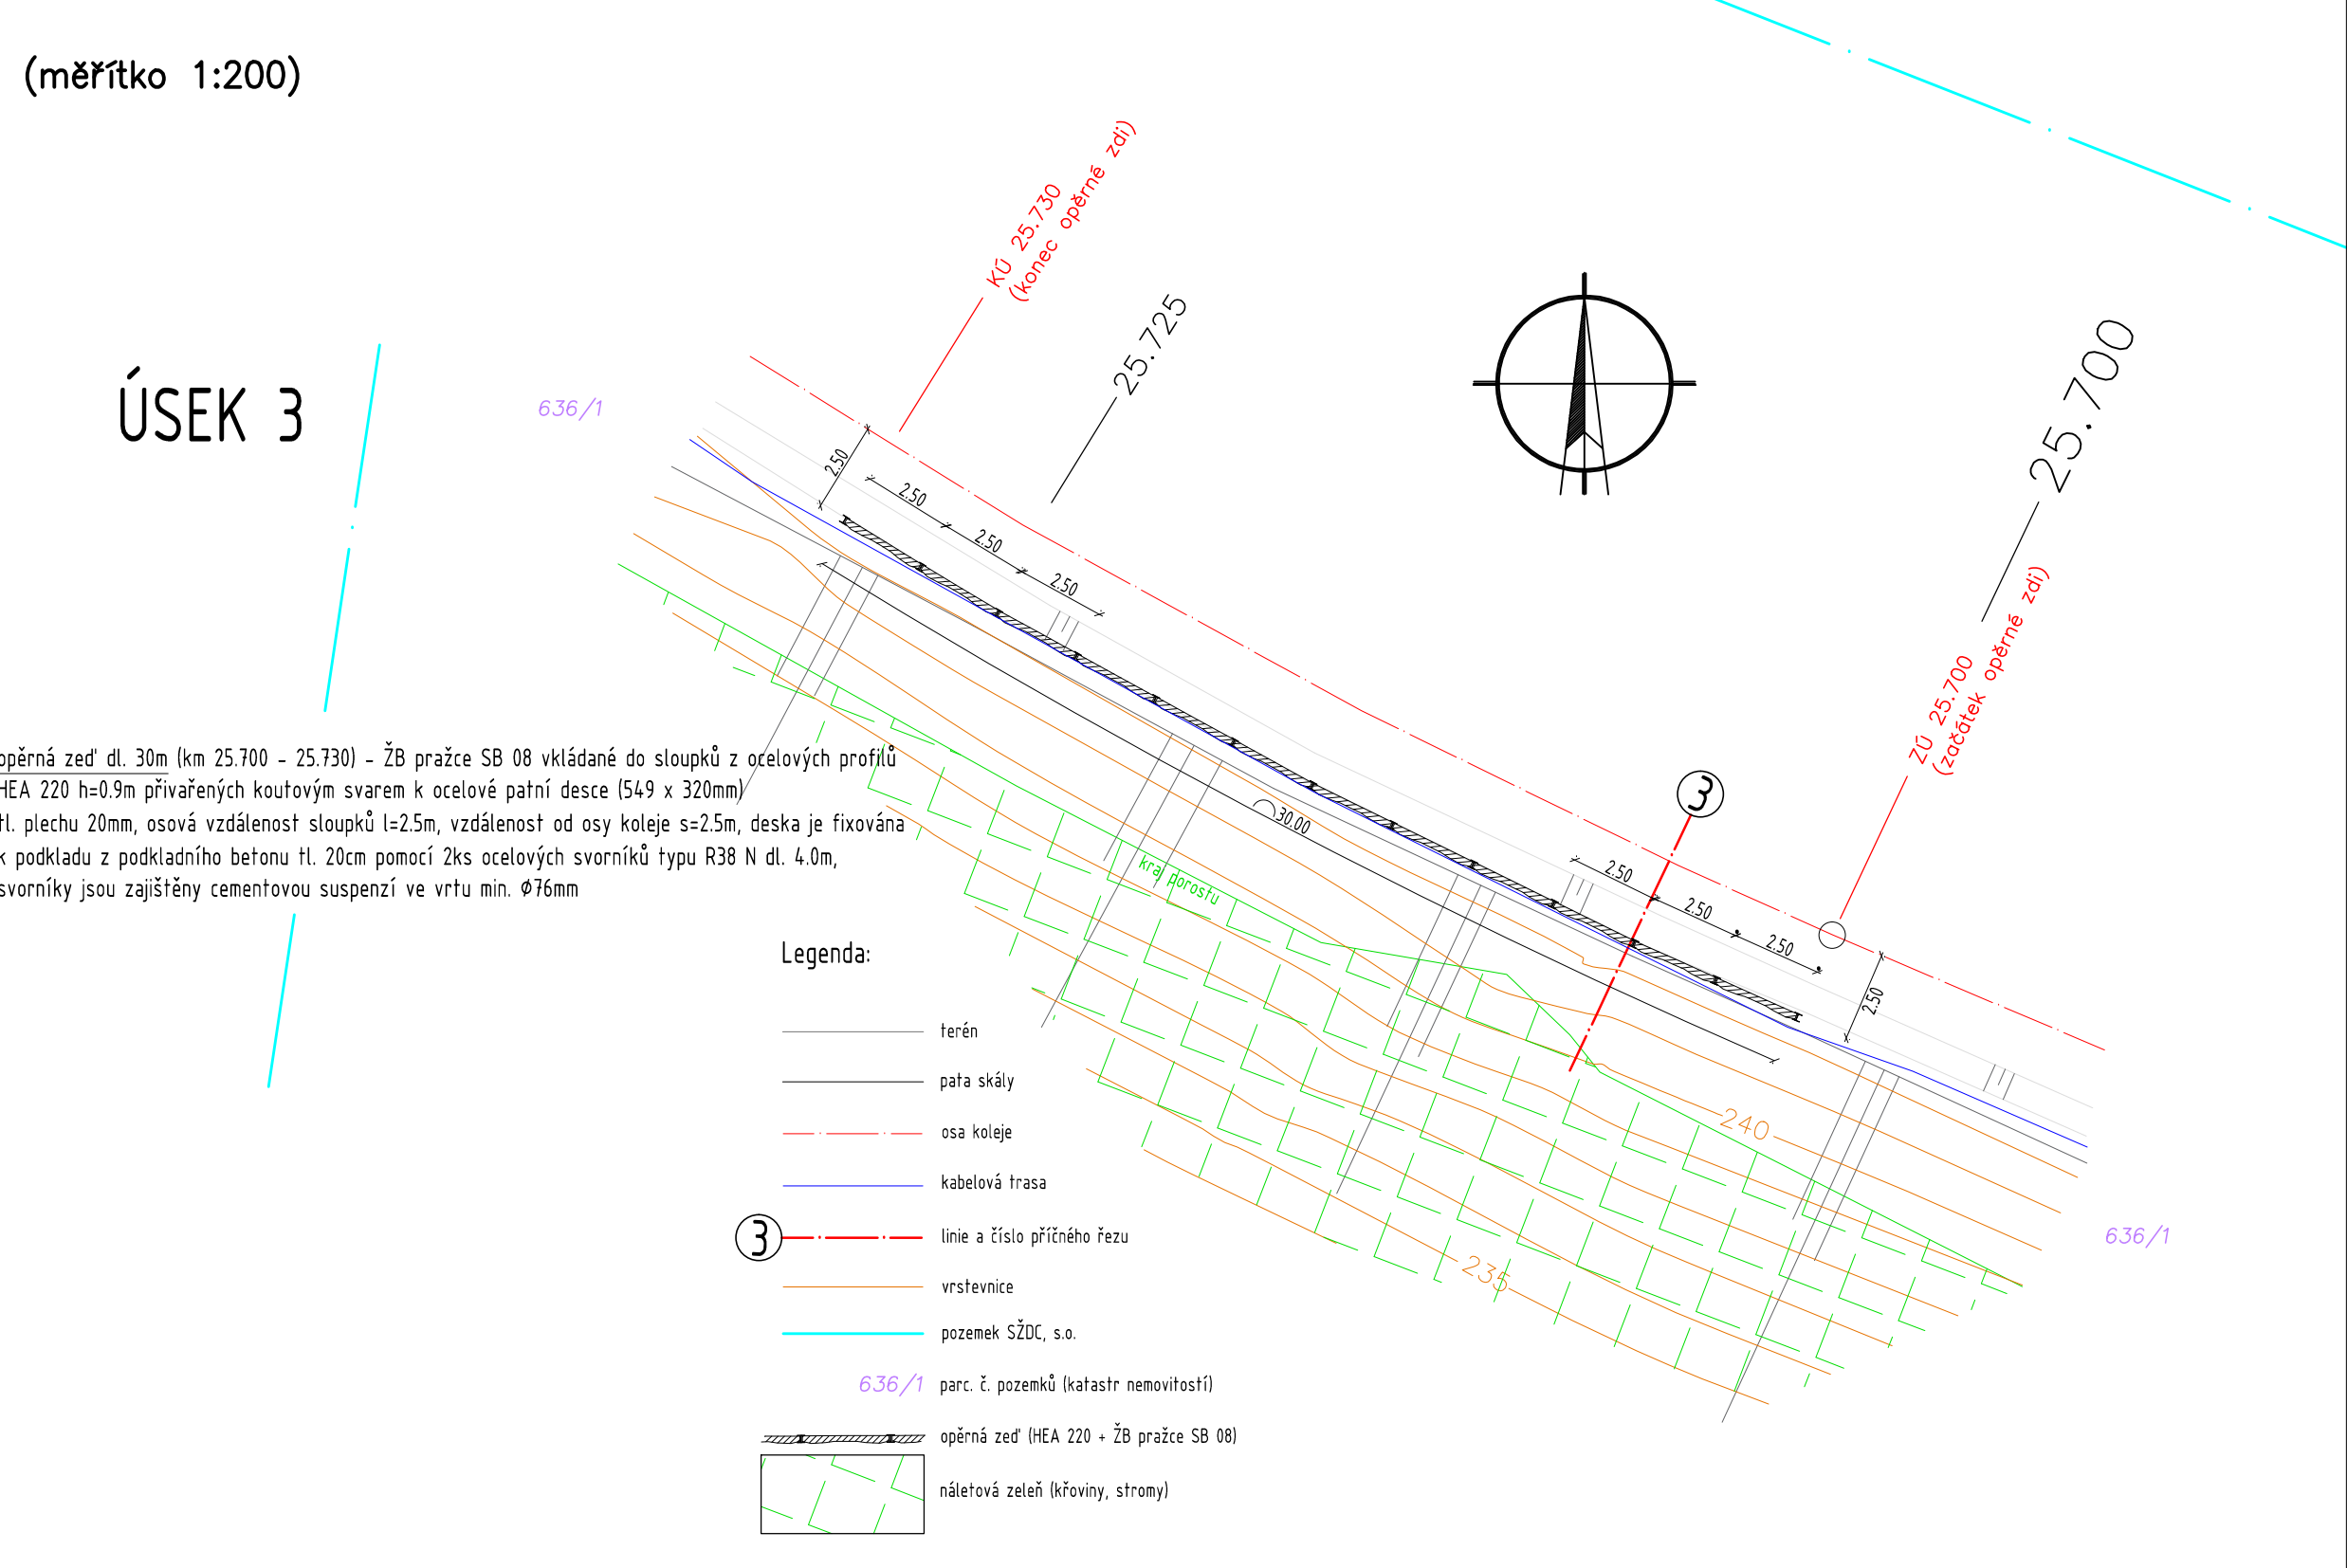 (měřítko 1:200)
KÚ 25.730
(konec opěrné zdi)
25.725
25.700
ÚSEK 3
636/1
2.50
2.50
2.50
2.50
ZÚ 25.700
(začátek opěrné zdi)
opěrná zeď dl. 30m (km 25.700 – 25.730) – ŽB pražce SB 08 vkládané do sloupků z ocelových profilů
HEA 220 h=0.9m přivařených koutovým svarem k ocelové patní desce (549 x 320mm)
tl. plechu 20mm, osová vzdálenost sloupků l=2.5m, vzdálenost od osy koleje s=2.5m, deska je fixována
k podkladu z podkladního betonu tl. 20cm pomocí 2ks ocelových svorníků typu R38 N dl. 4.0m,
svorníky jsou zajištěny cementovou suspenzí ve vrtu min. Ø76mm
3
30.00
kraj porostu
2.50
2.50
2.50
2.50
240
235
636/1
Legenda:
terén
pata skály
osa koleje
kabelová trasa
3 linie a číslo příčného řezu
vrstevnice
pozemek SŽDC, s.o.
636/1 parc. č. pozemků (katastr nemovitostí)
opěrná zeď (HEA 220 + ŽB pražce SB 08)
náletová zeleň (křoviny, stromy)